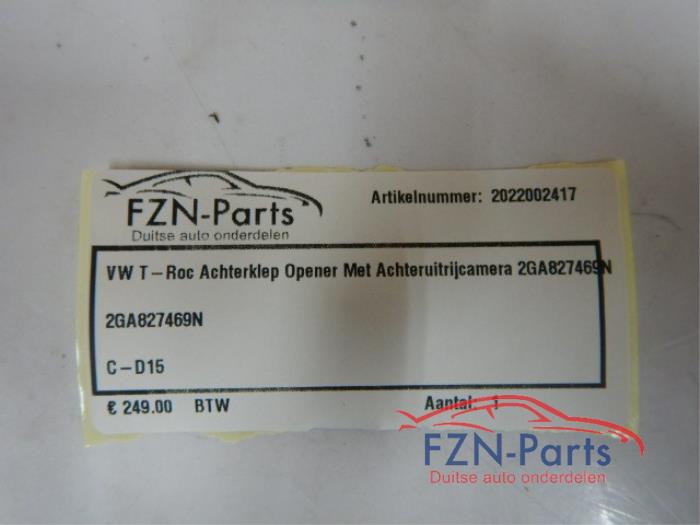 FZN-Parts
Duitse auto onderdelen
Artikelnummer: 2022002417
VW T-Roc Achterklep Opener Met Achteruitrijcamera 2GA827469N
2GA827469N
C-D15
€ 249.00 BTW
Aantal: 1
FZN-Parts
Duitse auto onderdelen